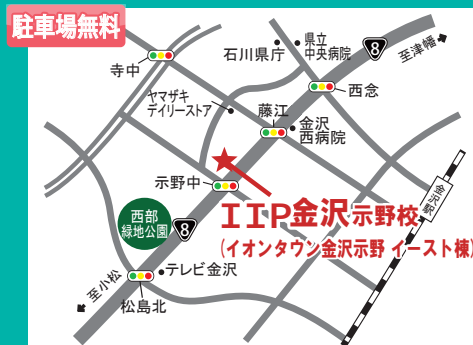 駐車場無料
石川県庁
県立
中央病院
8
至津幡
寺中
ヤマザキ
デイリーストア
西念
藤江
金沢
西病院
示野中
金沢駅
エエP金沢示野校
(イオンタウン金沢示野 イースト棟)
西部
緑地公園
8
テレビ金沢
至小松
松島北